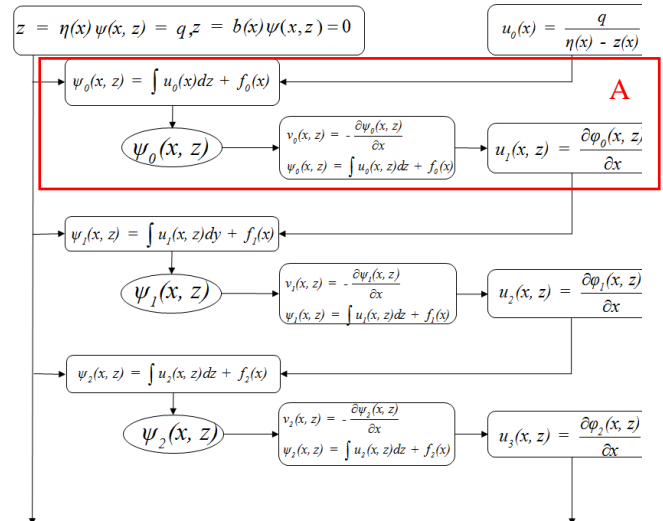 z = η(x) ψ(x, z) = q, z = b(x) ψ(x, z) = 0
u₀(x) = q / (η(x) - z(x))
A
ψ₀(x, z) = ∫ u₀(x)dz + f₀(x)
ψ₀(x, z)
v₀(x, z) = - ∂ψ₀(x, z) / ∂x
ψ₀(x, z) = ∫ u₀(x, z)dz + f₀(x)
u₁(x, z) = ∂φ₀(x, z) / ∂x
ψ₁(x, z) = ∫ u₁(x, z)dy + f₁(x)
ψ₁(x, z)
v₁(x, z) = - ∂ψ₁(x, z) / ∂x
ψ₁(x, z) = ∫ u₁(x, z)dz + f₁(x)
u₂(x, z) = ∂φ₁(x, z) / ∂x
ψ₂(x, z) = ∫ u₂(x, z)dz + f₂(x)
ψ₂(x, z)
v₂(x, z) = - ∂ψ₂(x, z) / ∂x
ψ₂(x, z) = ∫ u₂(x, z)dz + f₂(x)
u₃(x, z) = ∂φ₂(x, z) / ∂x